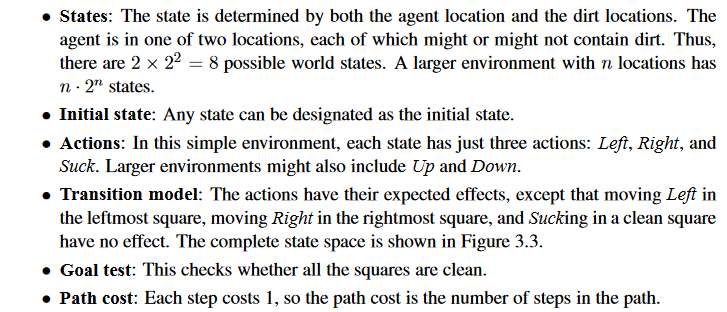 • States: The state is determined by both the agent location and the dirt locations. The
agent is in one of two locations, each of which might or might not contain dirt. Thus,
there are 2 × 2² = 8 possible world states. A larger environment with n locations has
n · 2ⁿ states.
• Initial state: Any state can be designated as the initial state.
• Actions: In this simple environment, each state has just three actions: Left, Right, and
Suck. Larger environments might also include Up and Down.
• Transition model: The actions have their expected effects, except that moving Left in
the leftmost square, moving Right in the rightmost square, and Sucking in a clean square
have no effect. The complete state space is shown in Figure 3.3.
• Goal test: This checks whether all the squares are clean.
• Path cost: Each step costs 1, so the path cost is the number of steps in the path.